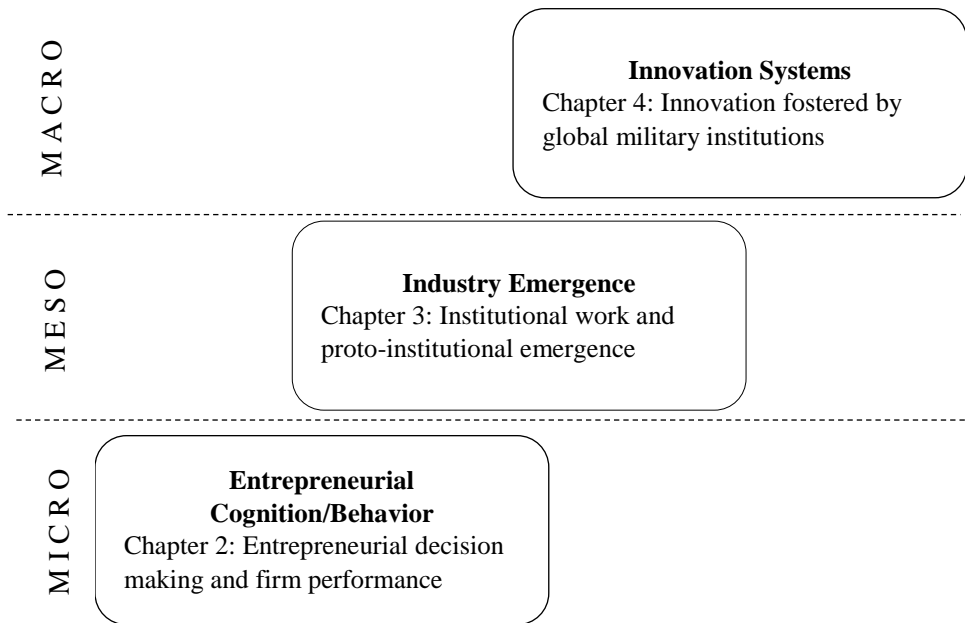 MACRO
Innovation Systems
Chapter 4: Innovation fostered by
global military institutions
MESO
Industry Emergence
Chapter 3: Institutional work and
proto-institutional emergence
MICRO
Entrepreneurial
Cognition/Behavior
Chapter 2: Entrepreneurial decision
making and firm performance